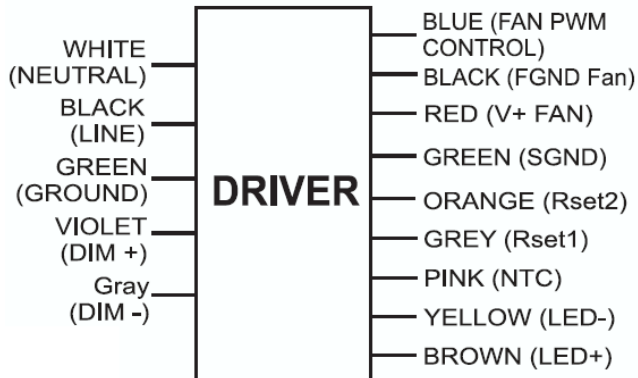 WHITE
(NEUTRAL)
BLACK
(LINE)
GREEN
(GROUND)
VIOLET
(DIM +)
Gray
(DIM -)
DRIVER
BLUE (FAN PWM
CONTROL)
BLACK (FGND Fan)
RED (V+ FAN)
GREEN (SGND)
ORANGE (Rset2)
GREY (Rset1)
PINK (NTC)
YELLOW (LED-)
BROWN (LED+)